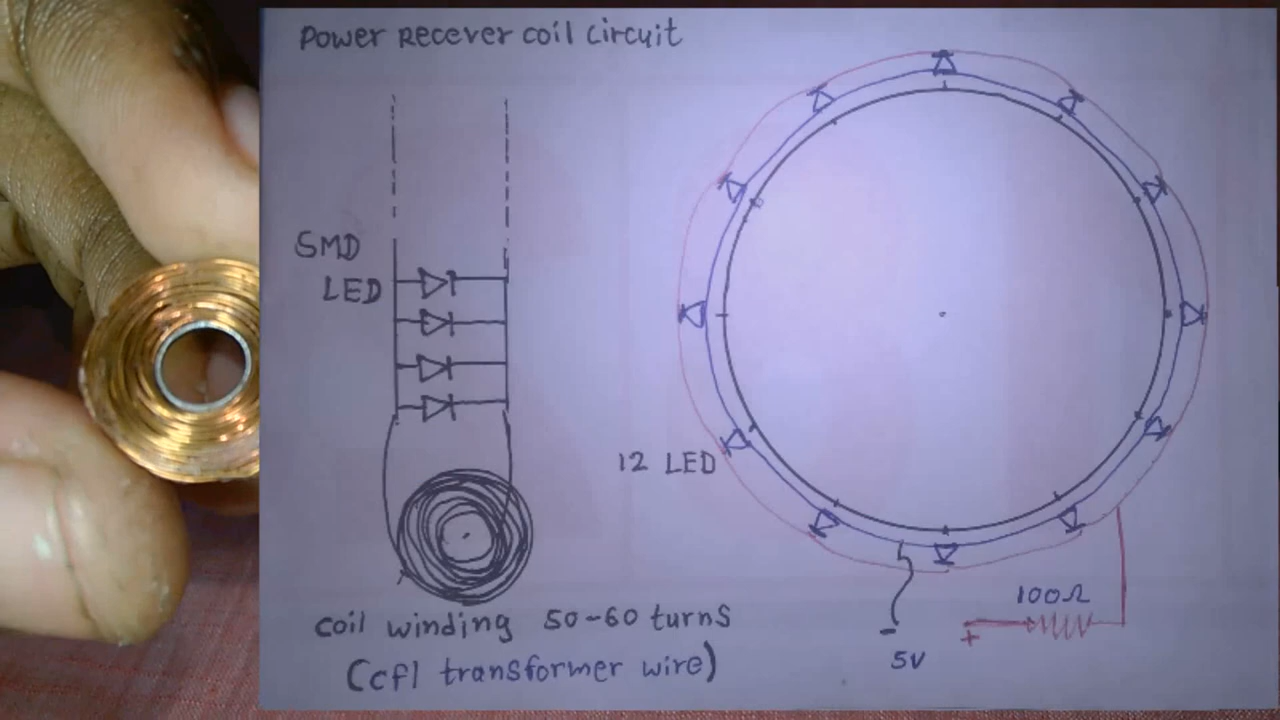 Power Recever coil circuit
SMD
LED
12 LED
100Ω
+
-
5V
coil winding 50-60 turns
(cfl transformer wire)